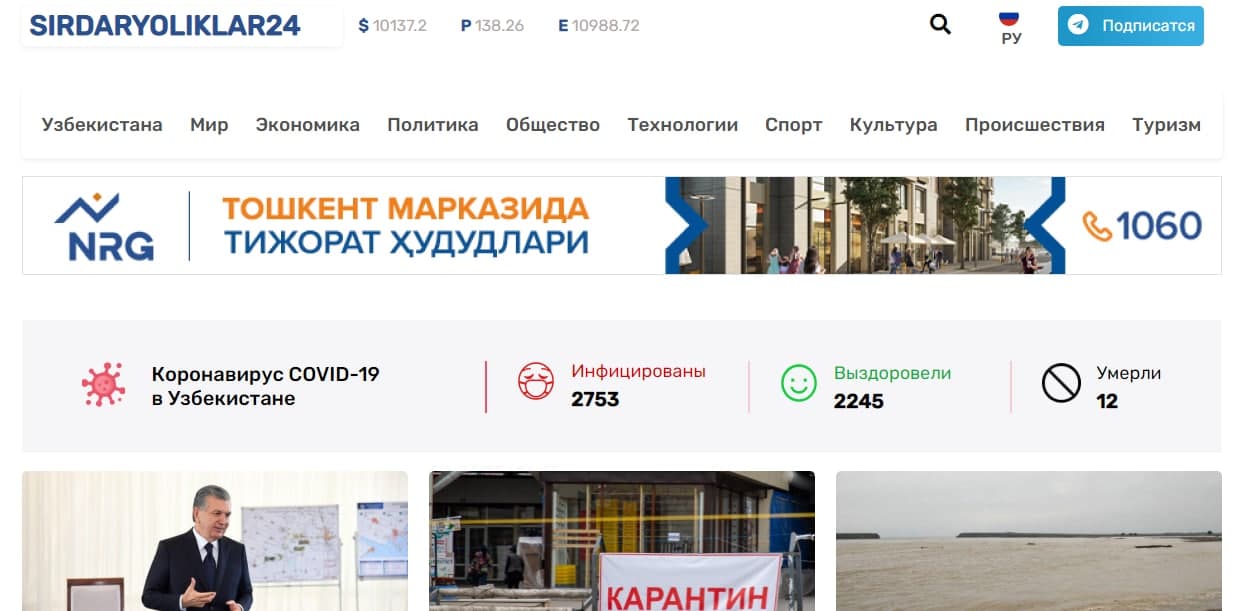 SIRDARYOLIKLAR24 $ 10137.2 P 138.26 E 10988.72 РУ Подписатся
Узбекистана Мир Экономика Политика Общество Технологии Спорт Культура Происшествия Туризм
NRG ТОШКЕНТ МАРКАЗИДА
ТИЖОРАТ ҲУДУДЛАРИ 1060
Коронавирус COVID-19
в Узбекистане
Инфицированы
2753
Выздоровели
2245
Умерли
12
КАРАНТИН